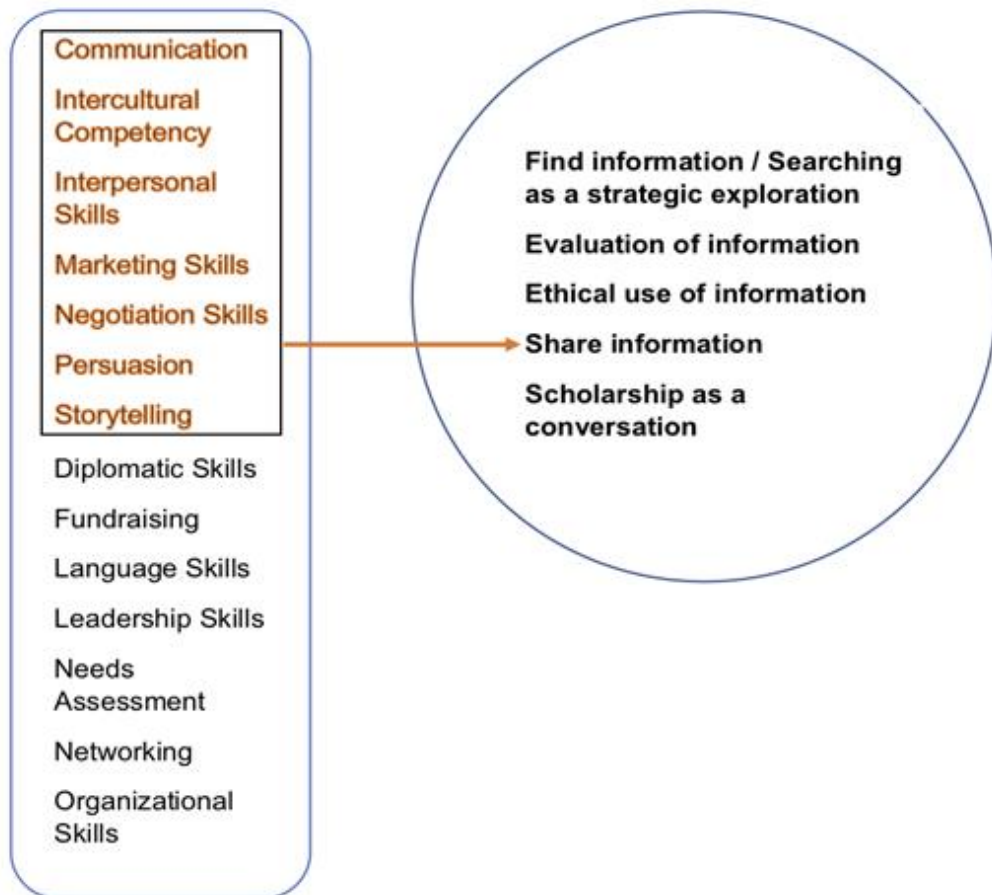 Communication
Intercultural
Competency
Interpersonal
Skills
Marketing Skills
Negotiation Skills
Persuasion
Storytelling
Diplomatic Skills
Fundraising
Language Skills
Leadership Skills
Needs
Assessment
Networking
Organizational
Skills
Find information / Searching
as a strategic exploration
Evaluation of information
Ethical use of information
Share information
Scholarship as a
conversation